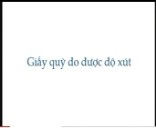 Giấy quỳ đo được độ xút